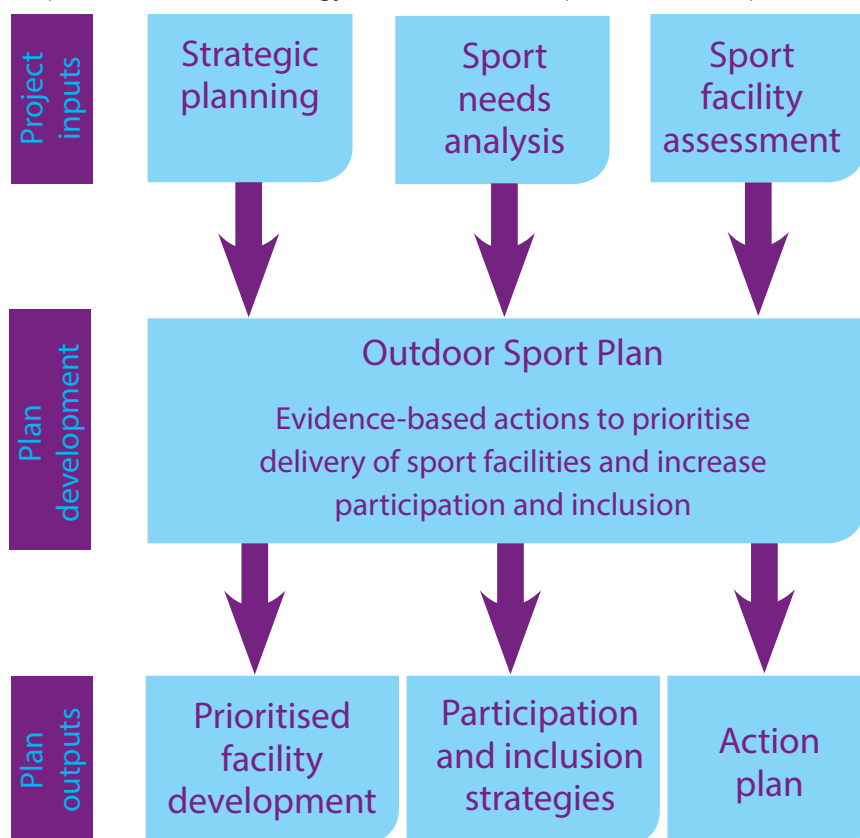 Project
inputs
Strategic
planning
Sport
needs
analysis
Sport
facility
assessment
Plan
development
Outdoor Sport Plan
Evidence-based actions to prioritise
delivery of sport facilities and increase
participation and inclusion
Plan
outputs
Prioritised
facility
development
Participation
and inclusion
strategies
Action
plan